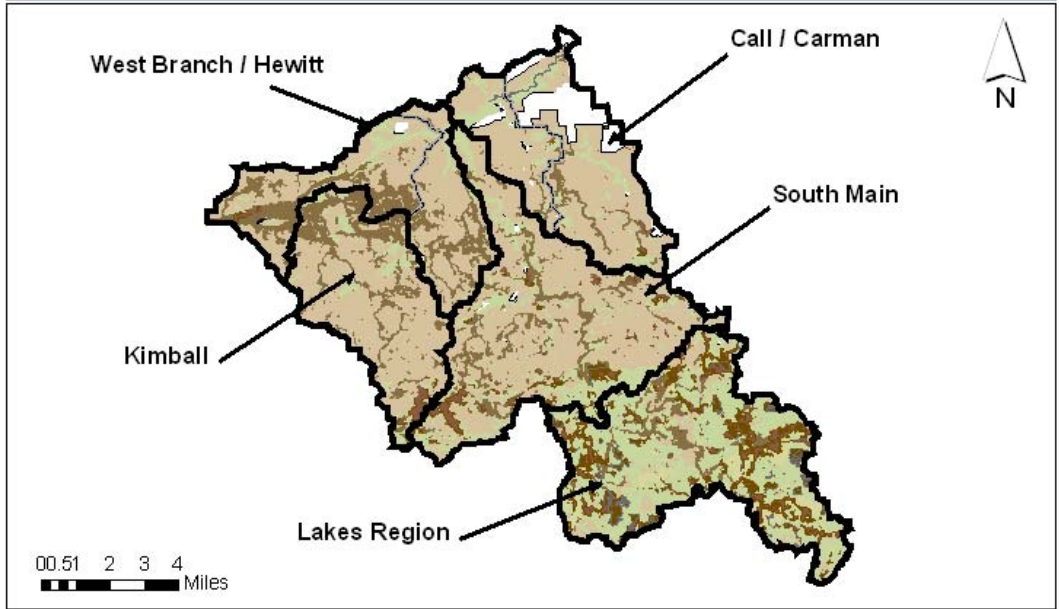 Call / Carman
West Branch / Hewitt
N
South Main
Kimball
Lakes Region
00.51 2 3 4
Miles